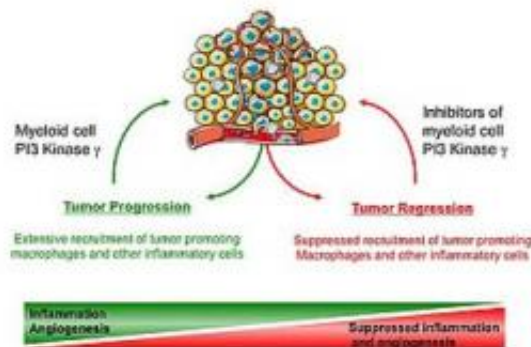 Myeloid cell
PI3 Kinase γ
Inhibitors of
myeloid cell
PI3 Kinase γ
Tumor Progression
Extensive recruitment of tumor promoting
macrophages and other inflammatory cells
Tumor Regression
Suppressed recruitment of tumor promoting
Macrophages and other inflammatory cells
Inflammation
Angiogenesis
Suppressed inflammation
and angiogenesis